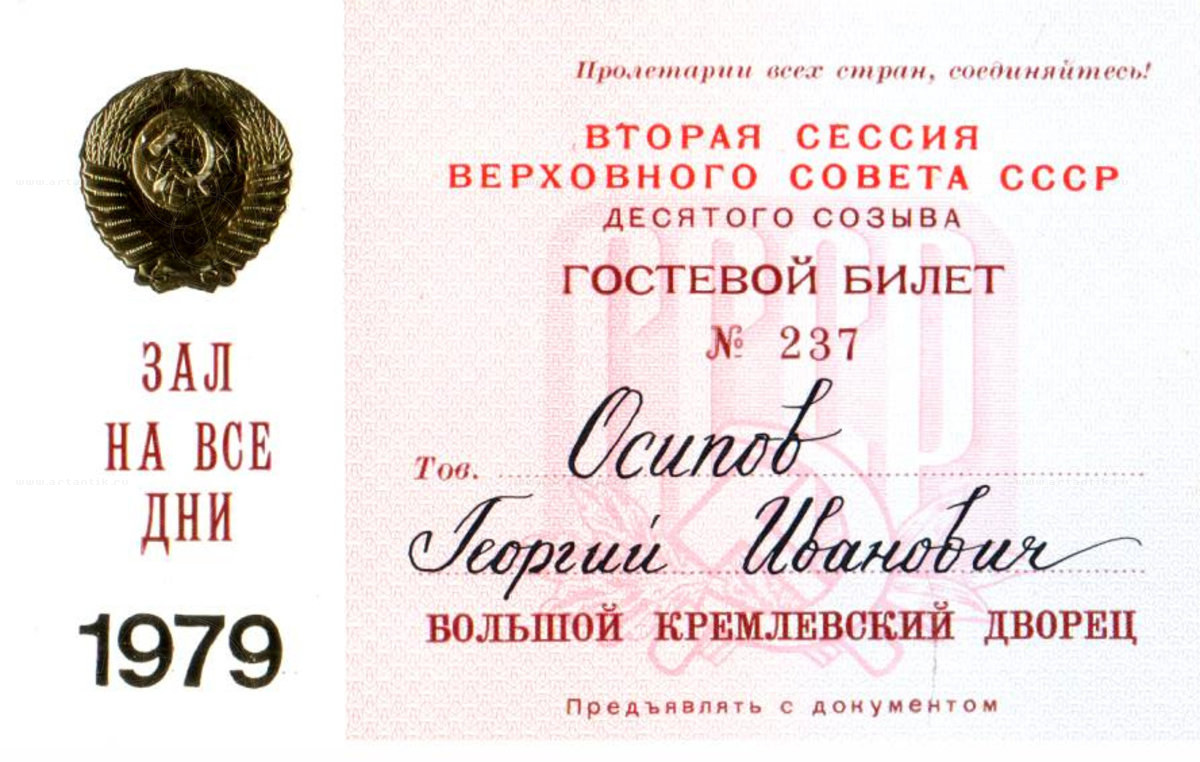 ЗАЛ
НА ВСЕ
ДНИ
1979
Пролетарии всех стран, соединяйтесь!
ВТОРАЯ СЕССИЯ
ВЕРХОВНОГО СОВЕТА СССР
ДЕСЯТОГО СОЗЫВА
ГОСТЕВОЙ БИЛЕТ
№ 237
Тов. Осипов
Георгий Иванович
БОЛЬШОЙ КРЕМЛЕВСКИЙ ДВОРЕЦ
Предъявлять с документом
СССР